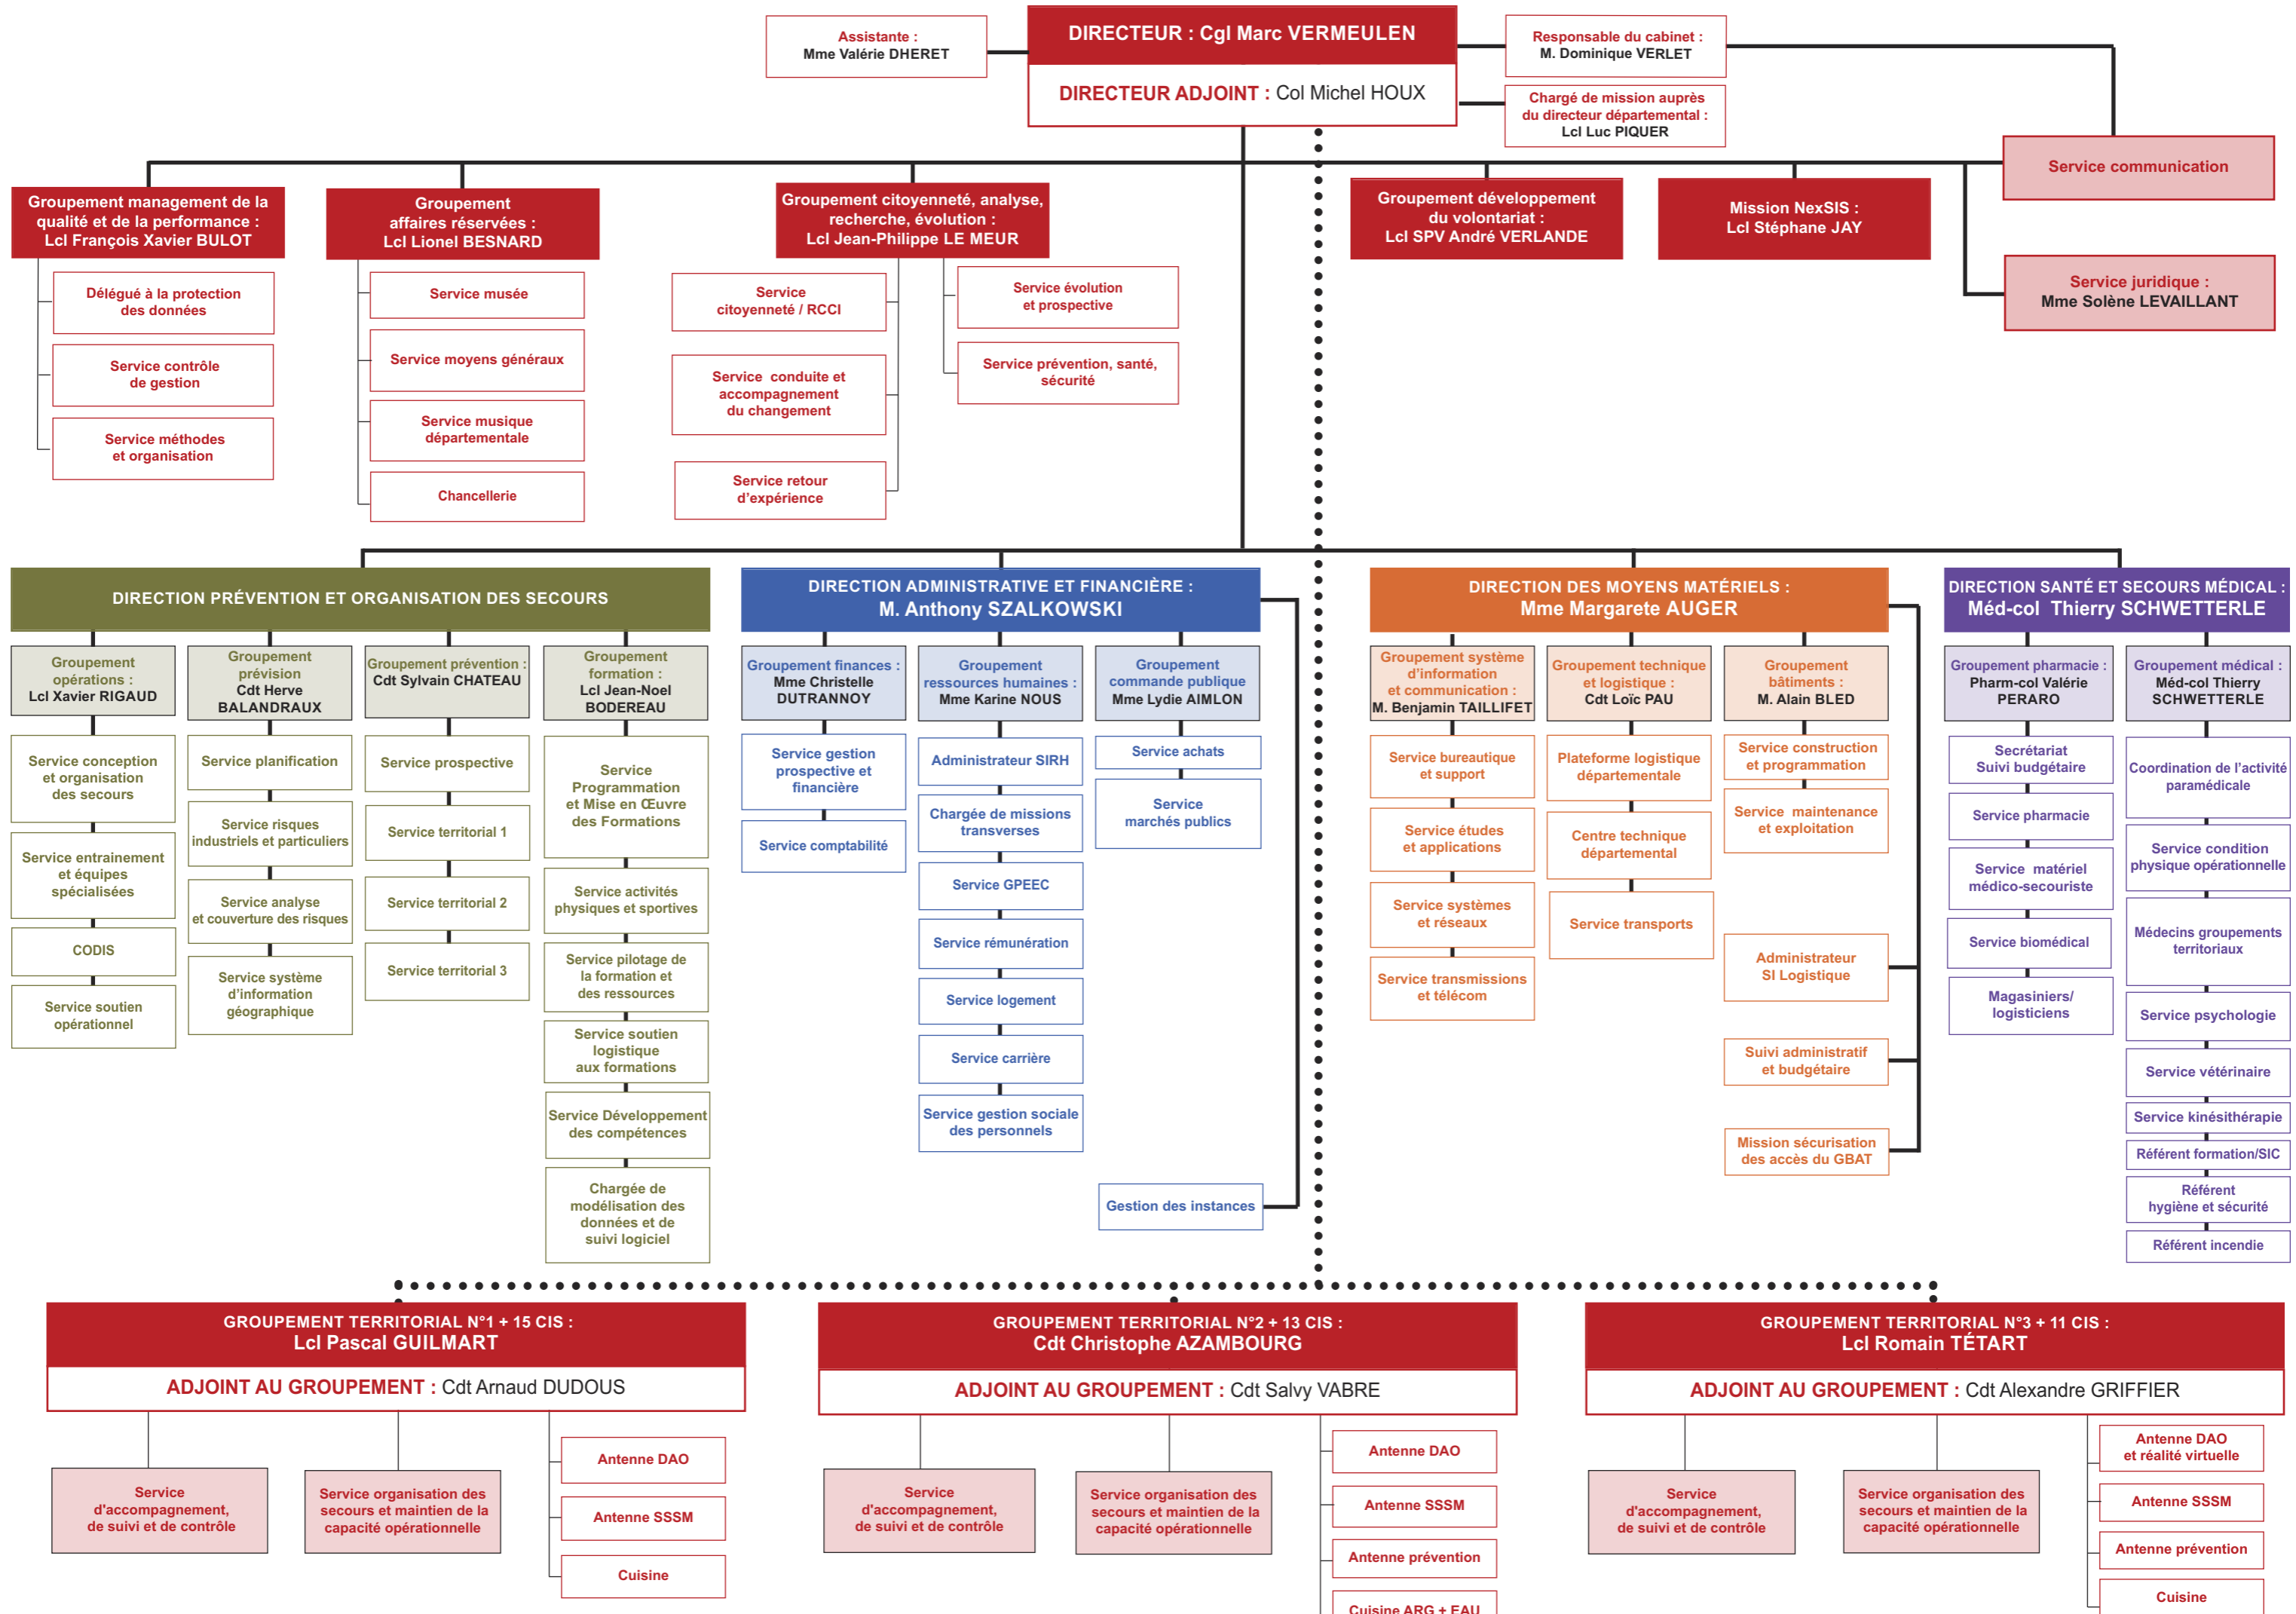 Assistante :
Mme Valérie DHERET
DIRECTEUR : Cgl Marc VERMEULEN
DIRECTEUR ADJOINT : Col Michel HOUX
Responsable du cabinet :
M. Dominique VERLET
Chargé de mission auprès
du directeur départemental :
Lcl Luc PIQUER
Service communication
Service juridique :
Mme Solène LEVAILLANT
Groupement management de la
qualité et de la performance :
Lcl François Xavier BULOT
Délégué à la protection
des données
Service contrôle
de gestion
Service méthodes
et organisation
Groupement
affaires réservées :
Lcl Lionel BESNARD
Service musée
Service moyens généraux
Service musique
départementale
Chancellerie
Groupement citoyenneté, analyse,
recherche, évolution :
Lcl Jean-Philippe LE MEUR
Service
citoyenneté / RCCI
Service conduite et
accompagnement
du changement
Service retour
d'expérience
Service évolution
et prospective
Service prévention, santé,
sécurité
Groupement développement
du volontariat :
Lcl SPV André VERLANDE
Mission NexSIS :
Lcl Stéphane JAY
DIRECTION PRÉVENTION ET ORGANISATION DES SECOURS
Groupement
opérations :
Lcl Xavier RIGAUD
Service conception
et organisation
des secours
Service entrainement
et équipes
spécialisées
CODIS
Service soutien
opérationnel
Groupement
prévision
Cdt Herve
BALANDRAUX
Service planification
Service risques
industriels et particuliers
Service analyse
et couverture des risques
Service système
d'information
géographique
Groupement prévention :
Cdt Sylvain CHATEAU
Service prospective
Service territorial 1
Service territorial 2
Service territorial 3
Groupement
formation :
Lcl Jean-Noel
BODEREAU
Service
Programmation
et Mise en Œuvre
des Formations
Service activités
physiques et sportives
Service pilotage de
la formation et
des ressources
Service soutien
logistique
aux formations
Service Développement
des compétences
Chargée de
modélisation des
données et de
suivi logiciel
DIRECTION ADMINISTRATIVE ET FINANCIÈRE :
M. Anthony SZALKOWSKI
Groupement finances :
Mme Christelle
DUTRANNOY
Service gestion
prospective et
financière
Service comptabilité
Groupement
ressources humaines :
Mme Karine NOUS
Administrateur SIRH
Chargée de missions
transverses
Service GPEEC
Service rémunération
Service logement
Service carrière
Service gestion sociale
des personnels
Groupement
commande publique
Mme Lydie AIMLON
Service achats
Service
marchés publics
Gestion des instances
DIRECTION DES MOYENS MATÉRIELS :
Mme Margarete AUGER
Groupement système
d'information
et communication :
M. Benjamin TAILLIFET
Service bureautique
et support
Service études
et applications
Service systèmes
et réseaux
Service transmissions
et télécom
Groupement technique
et logistique :
Cdt Loïc PAU
Plateforme logistique
départementale
Centre technique
départemental
Service transports
Groupement
bâtiments :
M. Alain BLED
Service construction
et programmation
Service maintenance
et exploitation
Administrateur
SI Logistique
Suivi administratif
et budgétaire
Mission sécurisation
des accès du GBAT
DIRECTION SANTÉ ET SECOURS MÉDICAL :
Méd-col Thierry SCHWETTERLE
Groupement pharmacie :
Pharm-col Valérie
PERARO
Secrétariat
Suivi budgétaire
Service pharmacie
Service matériel
médico-secouriste
Service biomédical
Magasiniers/
logisticiens
Groupement médical :
Méd-col Thierry
SCHWETTERLE
Coordination de l'activité
paramédicale
Service condition
physique opérationnelle
Médecins groupements
territoriaux
Service psychologie
Service vétérinaire
Service kinésithérapie
Référent formation/SIC
Référent
hygiène et sécurité
Référent incendie
GROUPEMENT TERRITORIAL N°1 + 15 CIS :
Lcl Pascal GUILMART
ADJOINT AU GROUPEMENT : Cdt Arnaud DUDOUS
Service
d'accompagnement,
de suivi et de contrôle
Service organisation des
secours et maintien de la
capacité opérationnelle
Antenne DAO
Antenne SSSM
Cuisine
GROUPEMENT TERRITORIAL N°2 + 13 CIS :
Cdt Christophe AZAMBOURG
ADJOINT AU GROUPEMENT : Cdt Salvy VABRE
Service
d'accompagnement,
de suivi et de contrôle
Service organisation des
secours et maintien de la
capacité opérationnelle
Antenne DAO
Antenne SSSM
Antenne prévention
Cuisine ARG + EAU
GROUPEMENT TERRITORIAL N°3 + 11 CIS :
Lcl Romain TÉTART
ADJOINT AU GROUPEMENT : Cdt Alexandre GRIFFIER
Service
d'accompagnement,
de suivi et de contrôle
Service organisation des
secours et maintien de la
capacité opérationnelle
Antenne DAO
et réalité virtuelle
Antenne SSSM
Antenne prévention
Cuisine